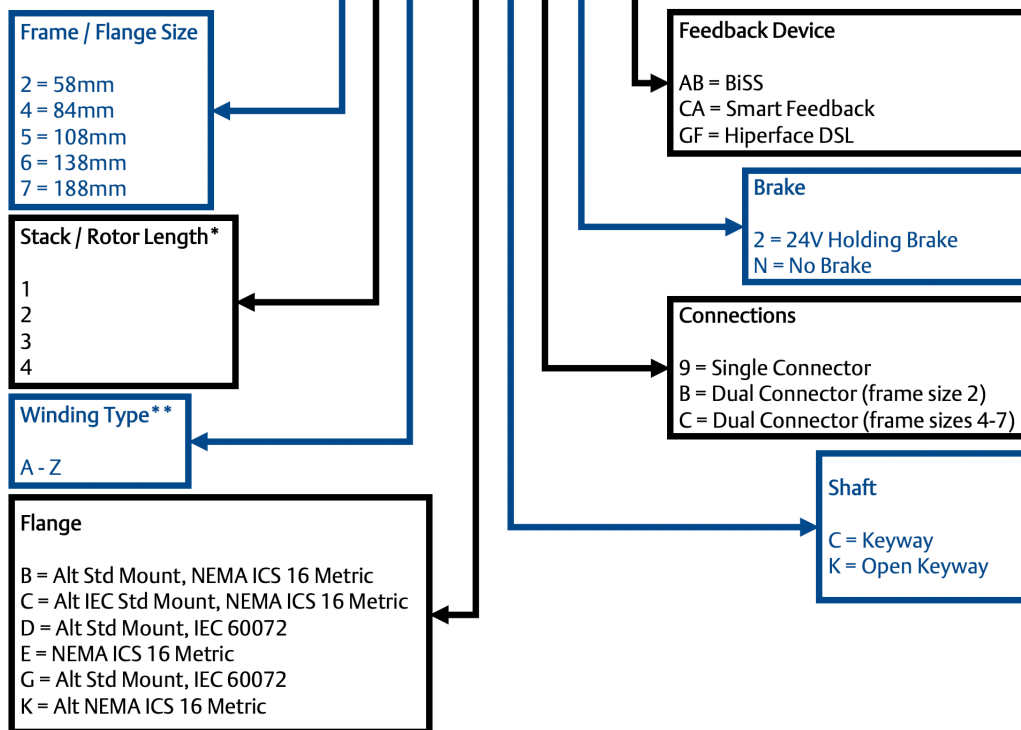 Frame / Flange Size
2 = 58mm
4 = 84mm
5 = 108mm
6 = 138mm
7 = 188mm
Stack / Rotor Length*
1
2
3
4
Winding Type**
A - Z
Flange
B = Alt Std Mount, NEMA ICS 16 Metric
C = Alt IEC Std Mount, NEMA ICS 16 Metric
D = Alt Std Mount, IEC 60072
E = NEMA ICS 16 Metric
G = Alt Std Mount, IEC 60072
K = Alt NEMA ICS 16 Metric
Feedback Device
AB = BiSS
CA = Smart Feedback
GF = Hiperface DSL
Brake
2 = 24V Holding Brake
N = No Brake
Connections
9 = Single Connector
B = Dual Connector (frame size 2)
C = Dual Connector (frame sizes 4-7)
Shaft
C = Keyway
K = Open Keyway